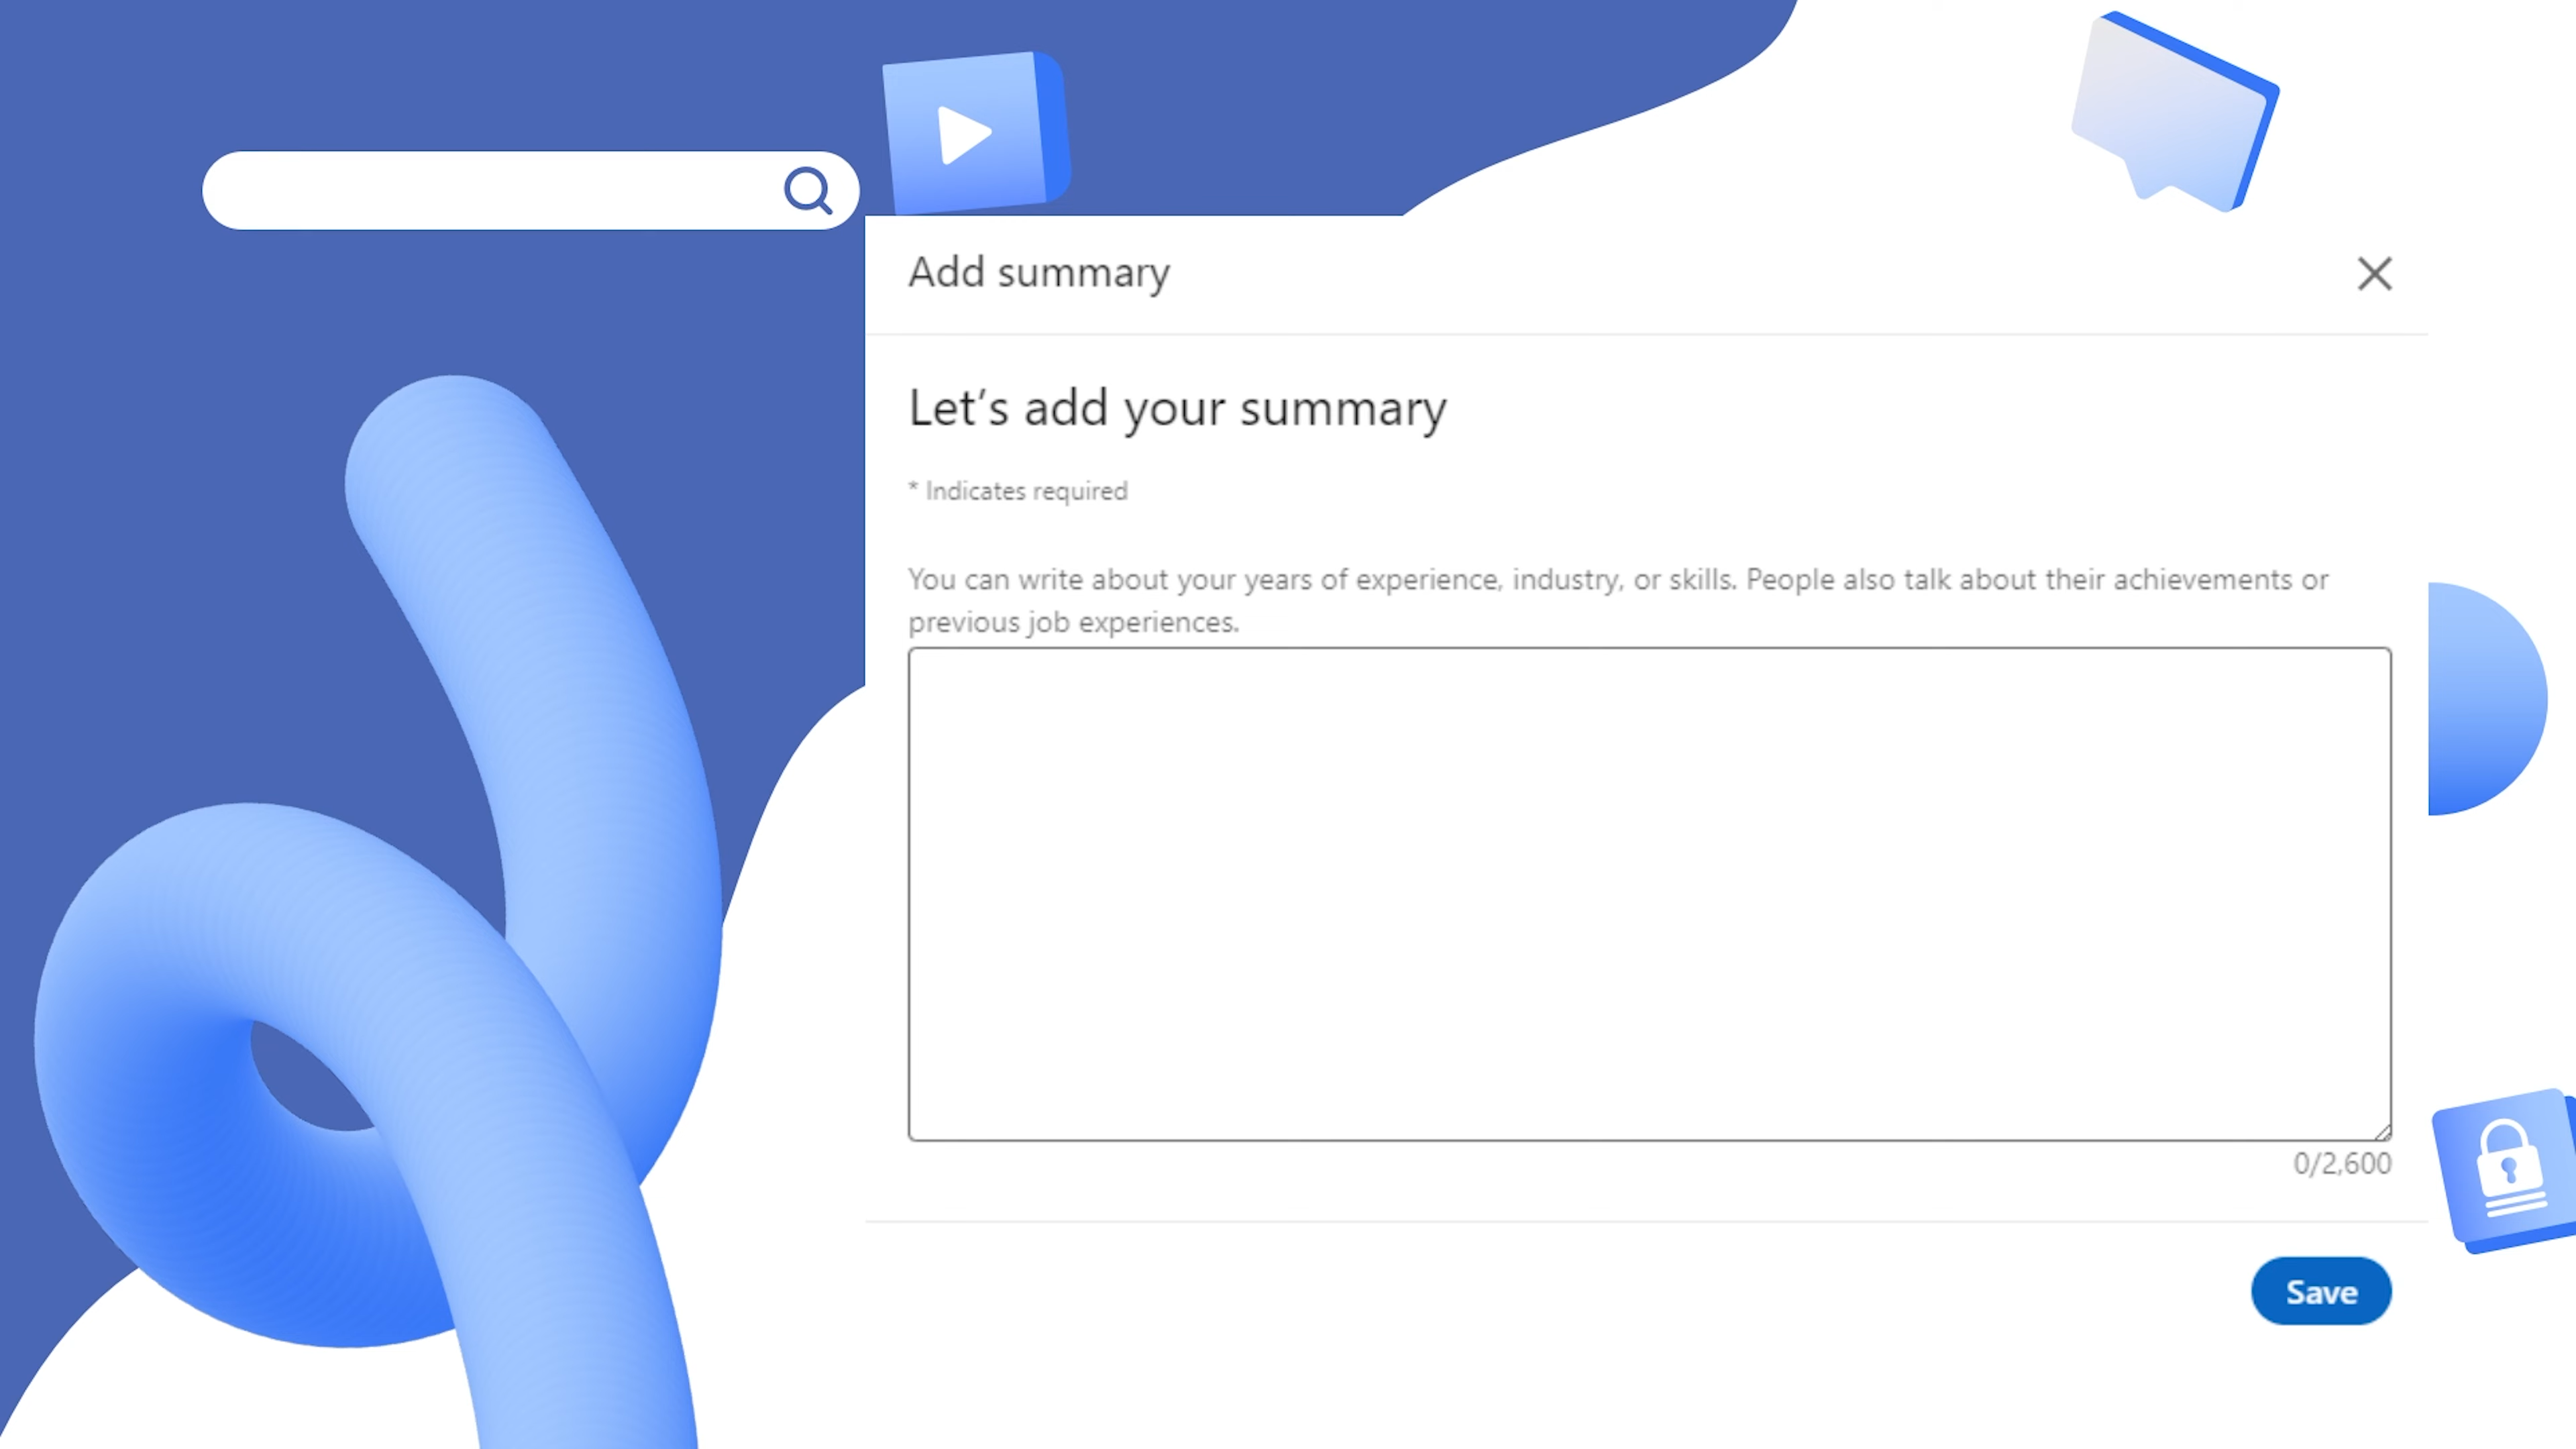 Add summary
Let’s add your summary
* Indicates required
You can write about your years of experience, industry, or skills. People also talk about their achievements or
previous job experiences.
0/2,600
Save